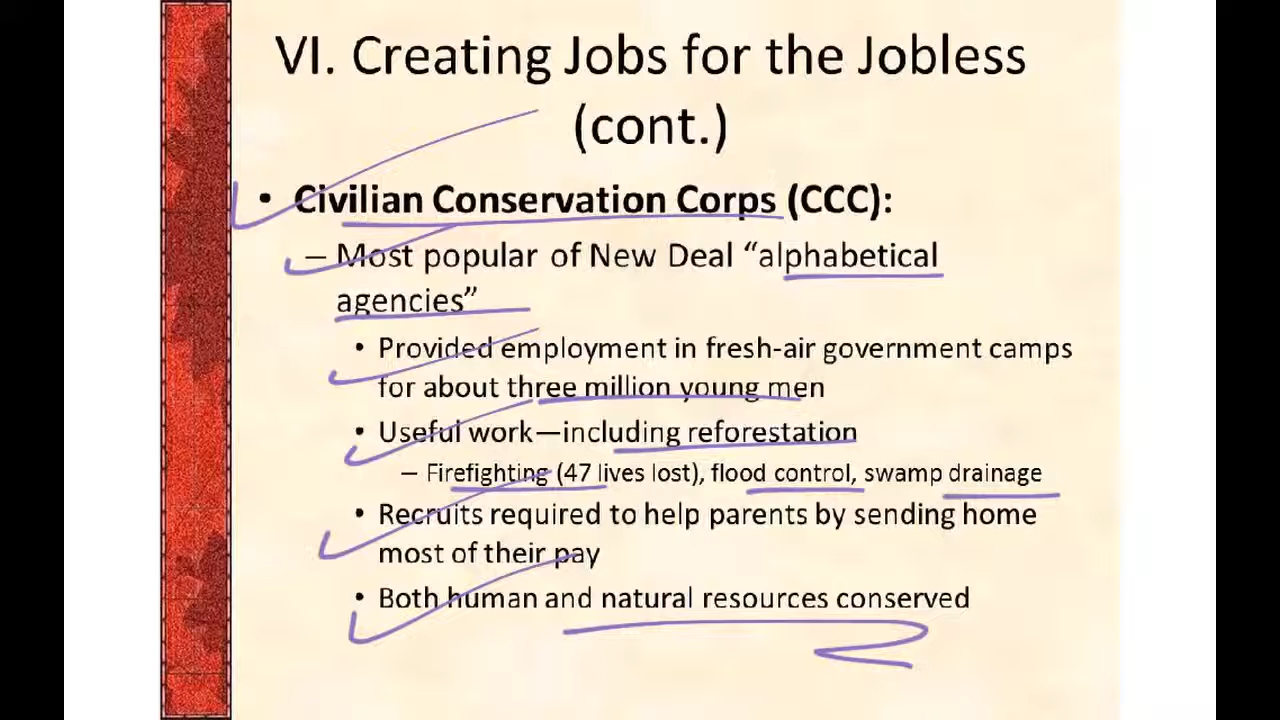 VI. Creating Jobs for the Jobless
(cont.)
• Civilian Conservation Corps (CCC):
– Most popular of New Deal “alphabetical
agencies”
• Provided employment in fresh-air government camps
for about three million young men
• Useful work—including reforestation
– Firefighting (47 lives lost), flood control, swamp drainage
• Recruits required to help parents by sending home
most of their pay
• Both human and natural resources conserved